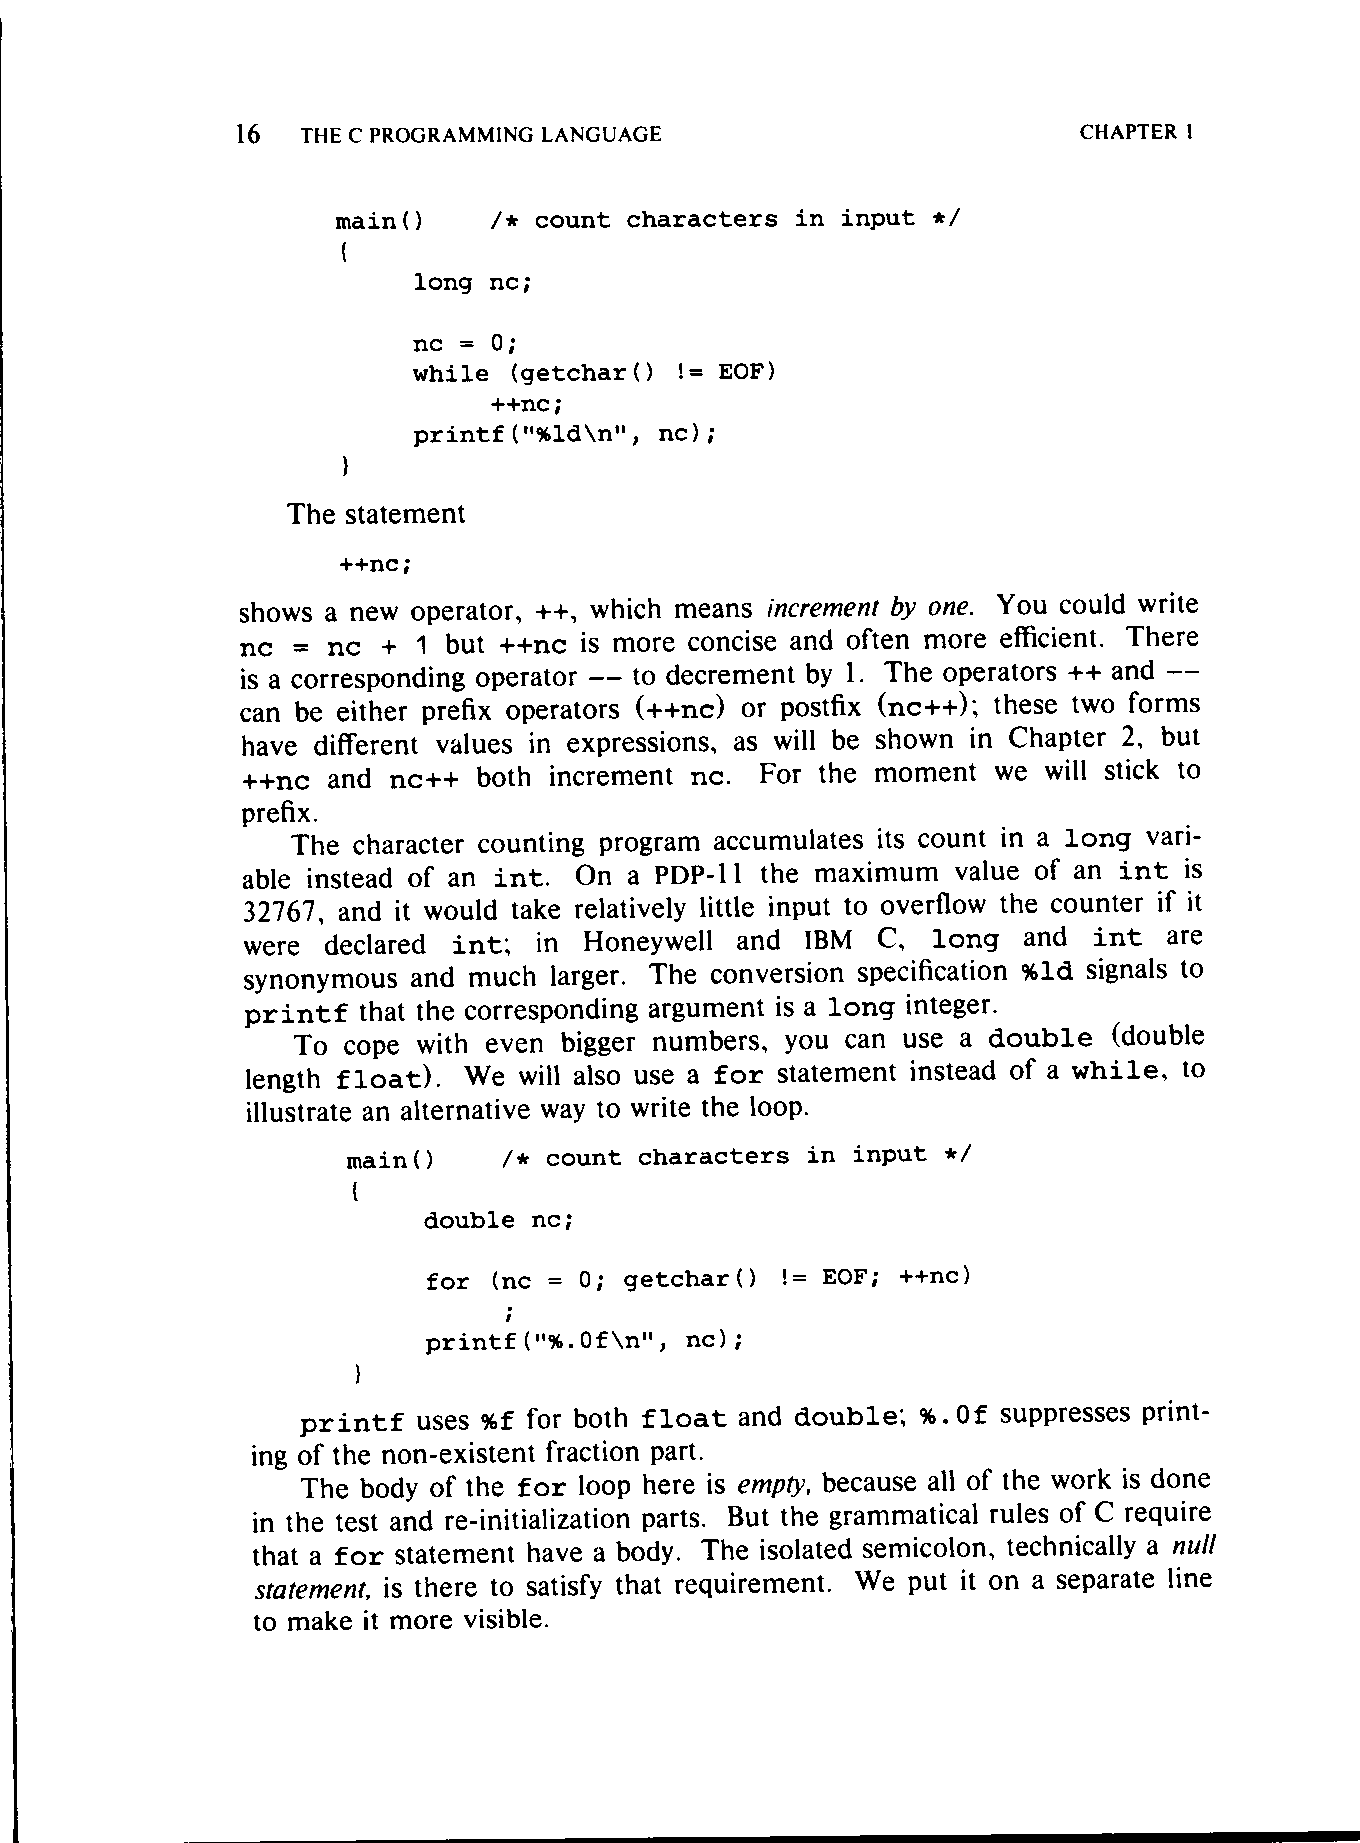 16 THE C PROGRAMMING LANGUAGE CHAPTER 1
main() /* count characters in input */
{
long nc;
nc = 0;
while (getchar() != EOF)
++nc;
printf("%ld\n", nc);
}
The statement
++nc;
shows a new operator, ++, which means increment by one. You could write
nc = nc + 1 but ++nc is more concise and often more efficient. There
is a corresponding operator -- to decrement by 1. The operators ++ and --
can be either prefix operators (++nc) or postfix (nc++); these two forms
have different values in expressions, as will be shown in Chapter 2, but
++nc and nc++ both increment nc. For the moment we will stick to
prefix.
The character counting program accumulates its count in a long vari-
able instead of an int. On a PDP-11 the maximum value of an int is
32767, and it would take relatively little input to overflow the counter if it
were declared int; in Honeywell and IBM C, long and int are
synonymous and much larger. The conversion specification %ld signals to
printf that the corresponding argument is a long integer.
To cope with even bigger numbers, you can use a double (double
length float). We will also use a for statement instead of a while, to
illustrate an alternative way to write the loop.
main() /* count characters in input */
{
double nc;
for (nc = 0; getchar() != EOF; ++nc)
;
printf("%.0f\n", nc);
}
printf uses %f for both float and double; %.0f suppresses print-
ing of the non-existent fraction part.
The body of the for loop here is empty, because all of the work is done
in the test and re-initialization parts. But the grammatical rules of C require
that a for statement have a body. The isolated semicolon, technically a null
statement, is there to satisfy that requirement. We put it on a separate line
to make it more visible.